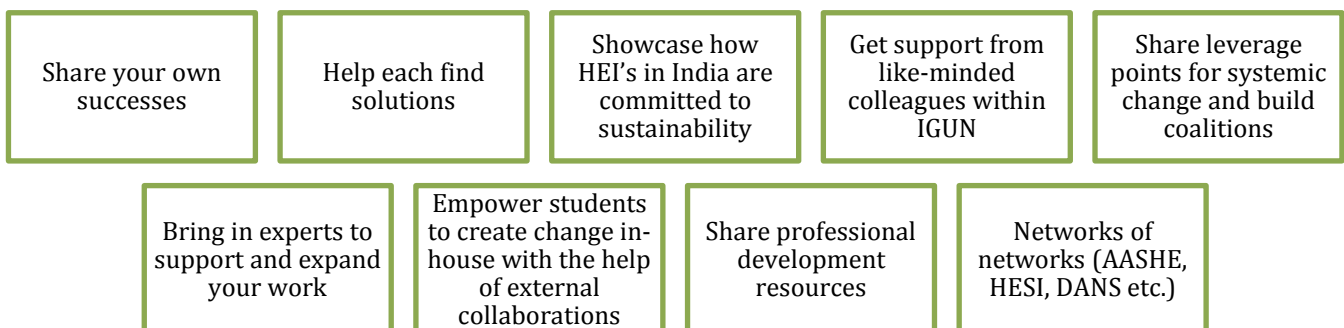 Share your own
successes
Help each find
solutions
Showcase how
HEI's in India are
committed to
sustainability
Get support from
like-minded
colleagues within
IGUN
Share leverage
points for systemic
change and build
coalitions
Bring in experts to
support and expand
your work
Empower students
to create change in-
house with the help
of external
collaborations
Share professional
development
resources
Networks of
networks (AASHE,
HESI, DANS etc.)